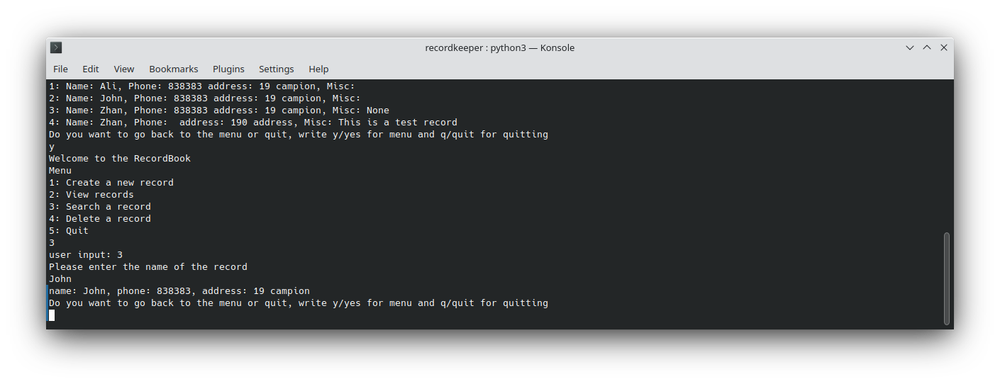 recordkeeper : python3 — Konsole
File Edit View Bookmarks Plugins Settings Help
1: Name: Ali, Phone: 838383 address: 19 campion, Misc:
2: Name: John, Phone: 838383 address: 19 campion, Misc:
3: Name: Zhan, Phone: 838383 address: 19 campion, Misc: None
4: Name: Zhan, Phone:  address: 190 address, Misc: This is a test record
Do you want to go back to the menu or quit, write y/yes for menu and q/quit for quitting
y
Welcome to the RecordBook
Menu
1: Create a new record
2: View records
3: Search a record
4: Delete a record
5: Quit
3
user input: 3
Please enter the name of the record
John
name: John, phone: 838383, address: 19 campion
Do you want to go back to the menu or quit, write y/yes for menu and q/quit for quitting